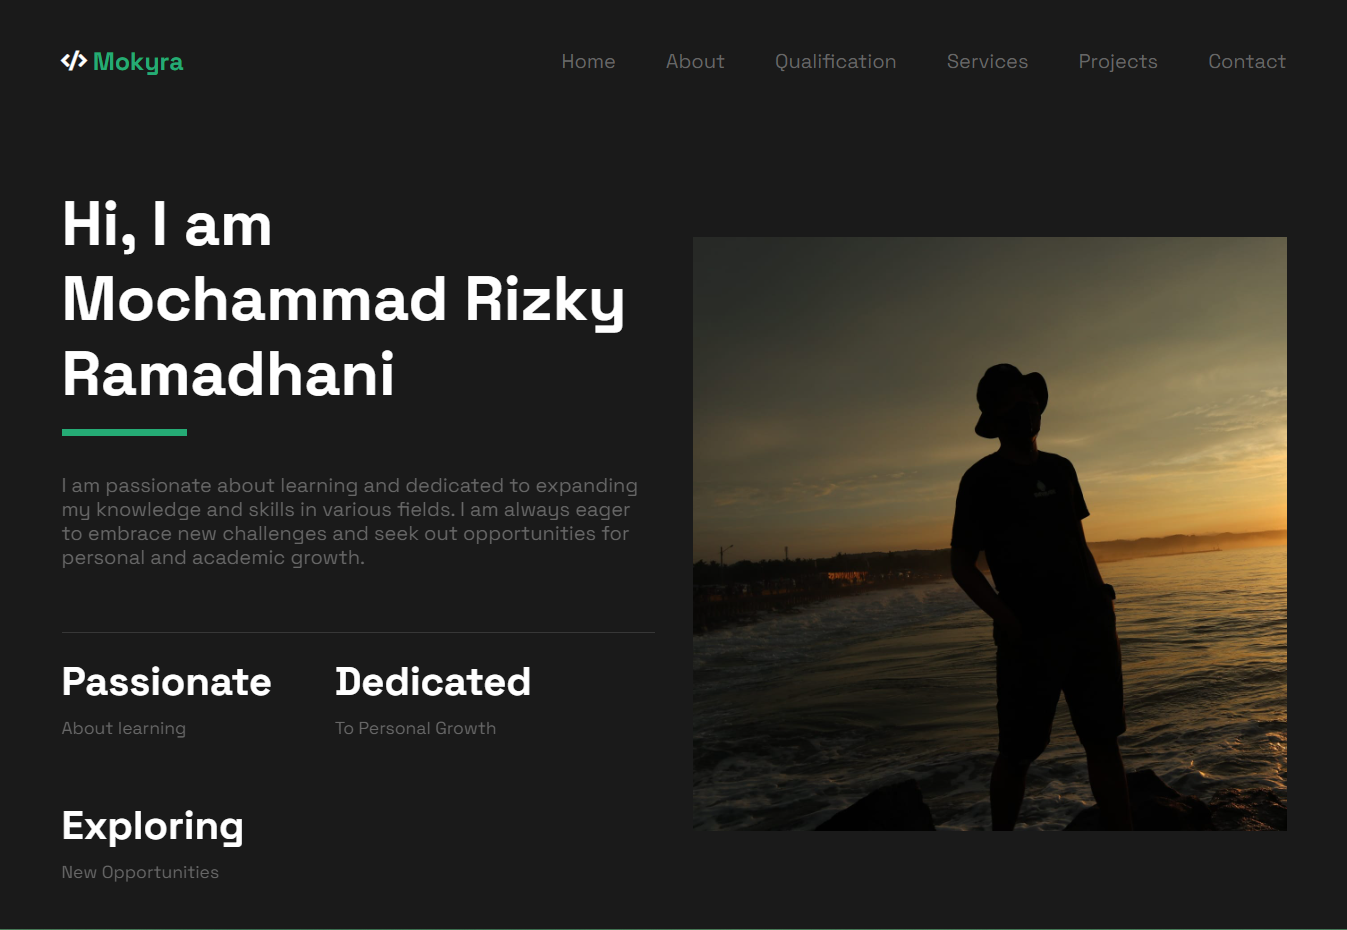 </> Mokyra
Home About Qualification Services Projects Contact
Hi, I am
Mochammad Rizky
Ramadhani
I am passionate about learning and dedicated to expanding
my knowledge and skills in various fields. I am always eager
to embrace new challenges and seek out opportunities for
personal and academic growth.
Passionate
About learning
Dedicated
To Personal Growth
Exploring
New Opportunities